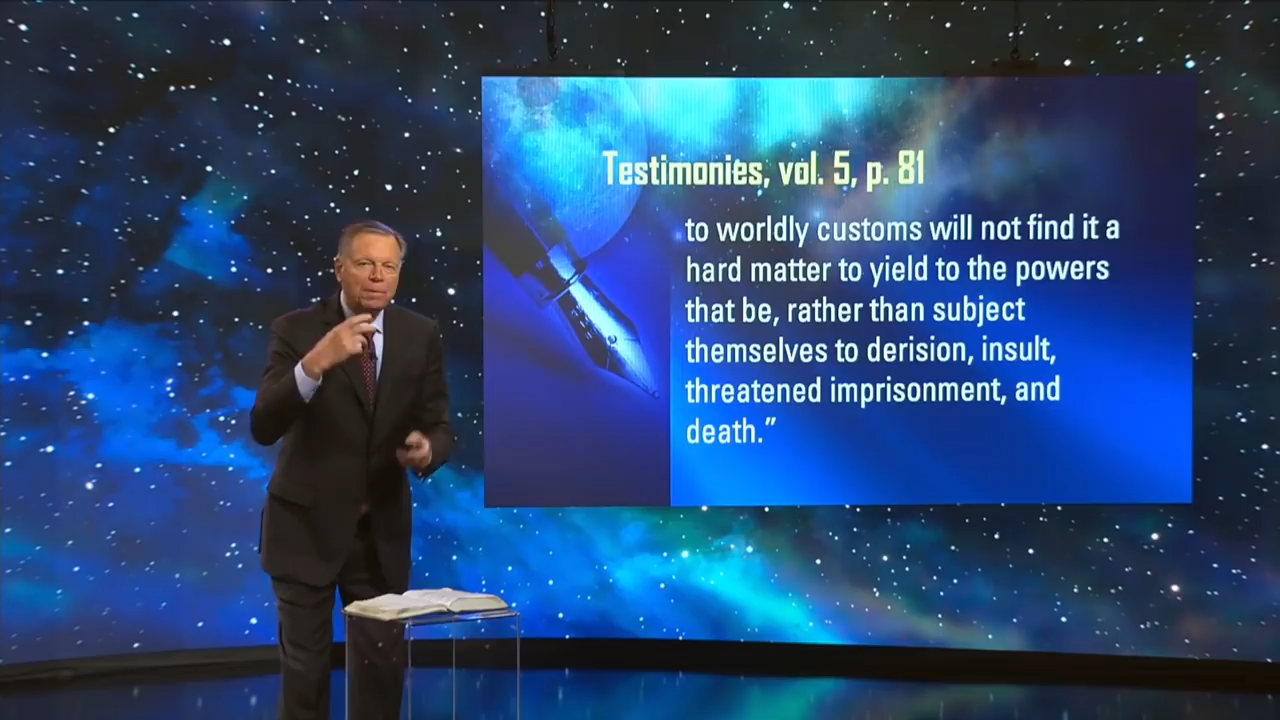 Testimonies, vol. 5, p. 81
to worldly customs will not find it a
hard matter to yield to the powers
that be, rather than subject
themselves to derision, insult,
threatened imprisonment, and
death.”